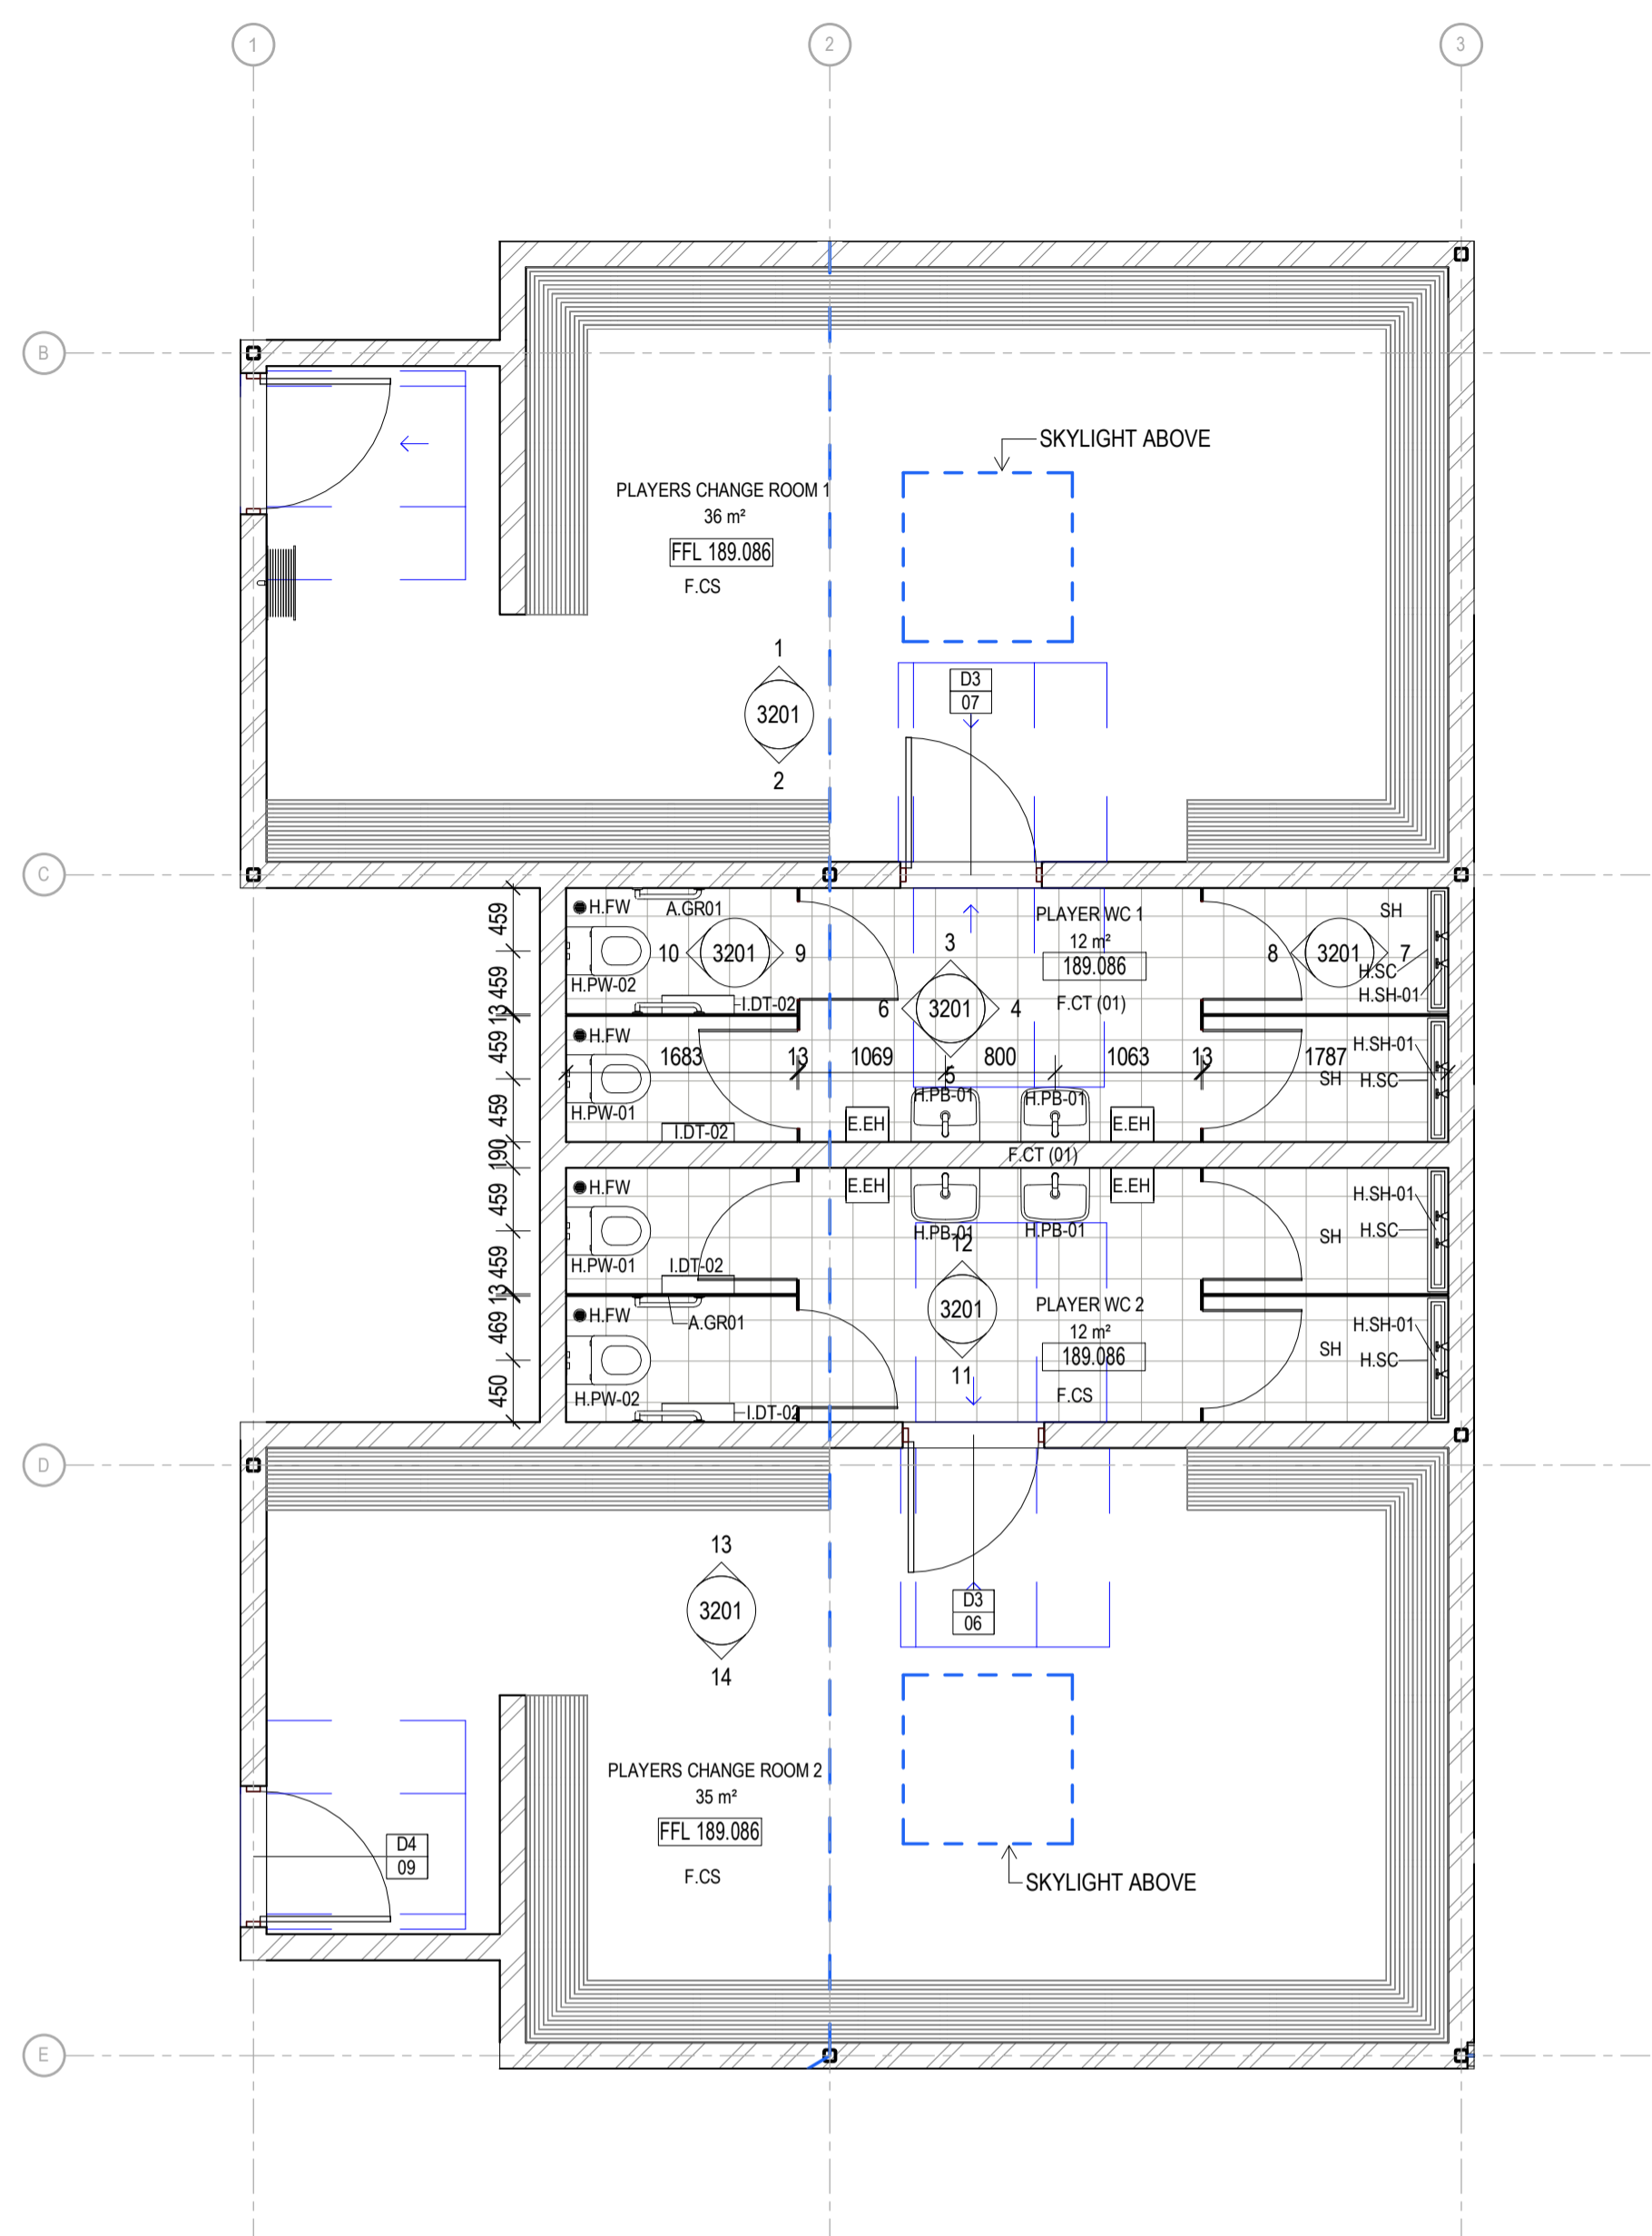 1
2
3
B
SKYLIGHT ABOVE
PLAYERS CHANGE ROOM 1
36 m²
FFL 189.086
F.CS
1
3201
2
D3
07
C
459
459
13
459
459
190
459
459
13
469
450
H.FW
A.GR01
10
3201
9
H.PW-02
I.DT-02
3
6
3201
4
5
PLAYER WC 1
12 m²
189.086
F.CT (01)
SH
8
3201
7
H.SC
H.SH-01
H.FW
1683
13
1069
800
1063
13
1787
H.SH-01
SH
H.SC
H.PW-01
I.DT-02
E.EH
H.PB-01
H.PB-01
E.EH
F.CT (01)
H.FW
E.EH
E.EH
H.SH-01
SH
H.SC
H.PB-01
H.PB-01
H.PW-01
I.DT-02
12
3201
11
H.FW
A.GR01
PLAYER WC 2
12 m²
189.086
F.CS
H.SH-01
SH
H.SC
H.PW-02
I.DT-02
D
13
3201
14
D3
06
PLAYERS CHANGE ROOM 2
35 m²
FFL 189.086
F.CS
D4
09
SKYLIGHT ABOVE
E